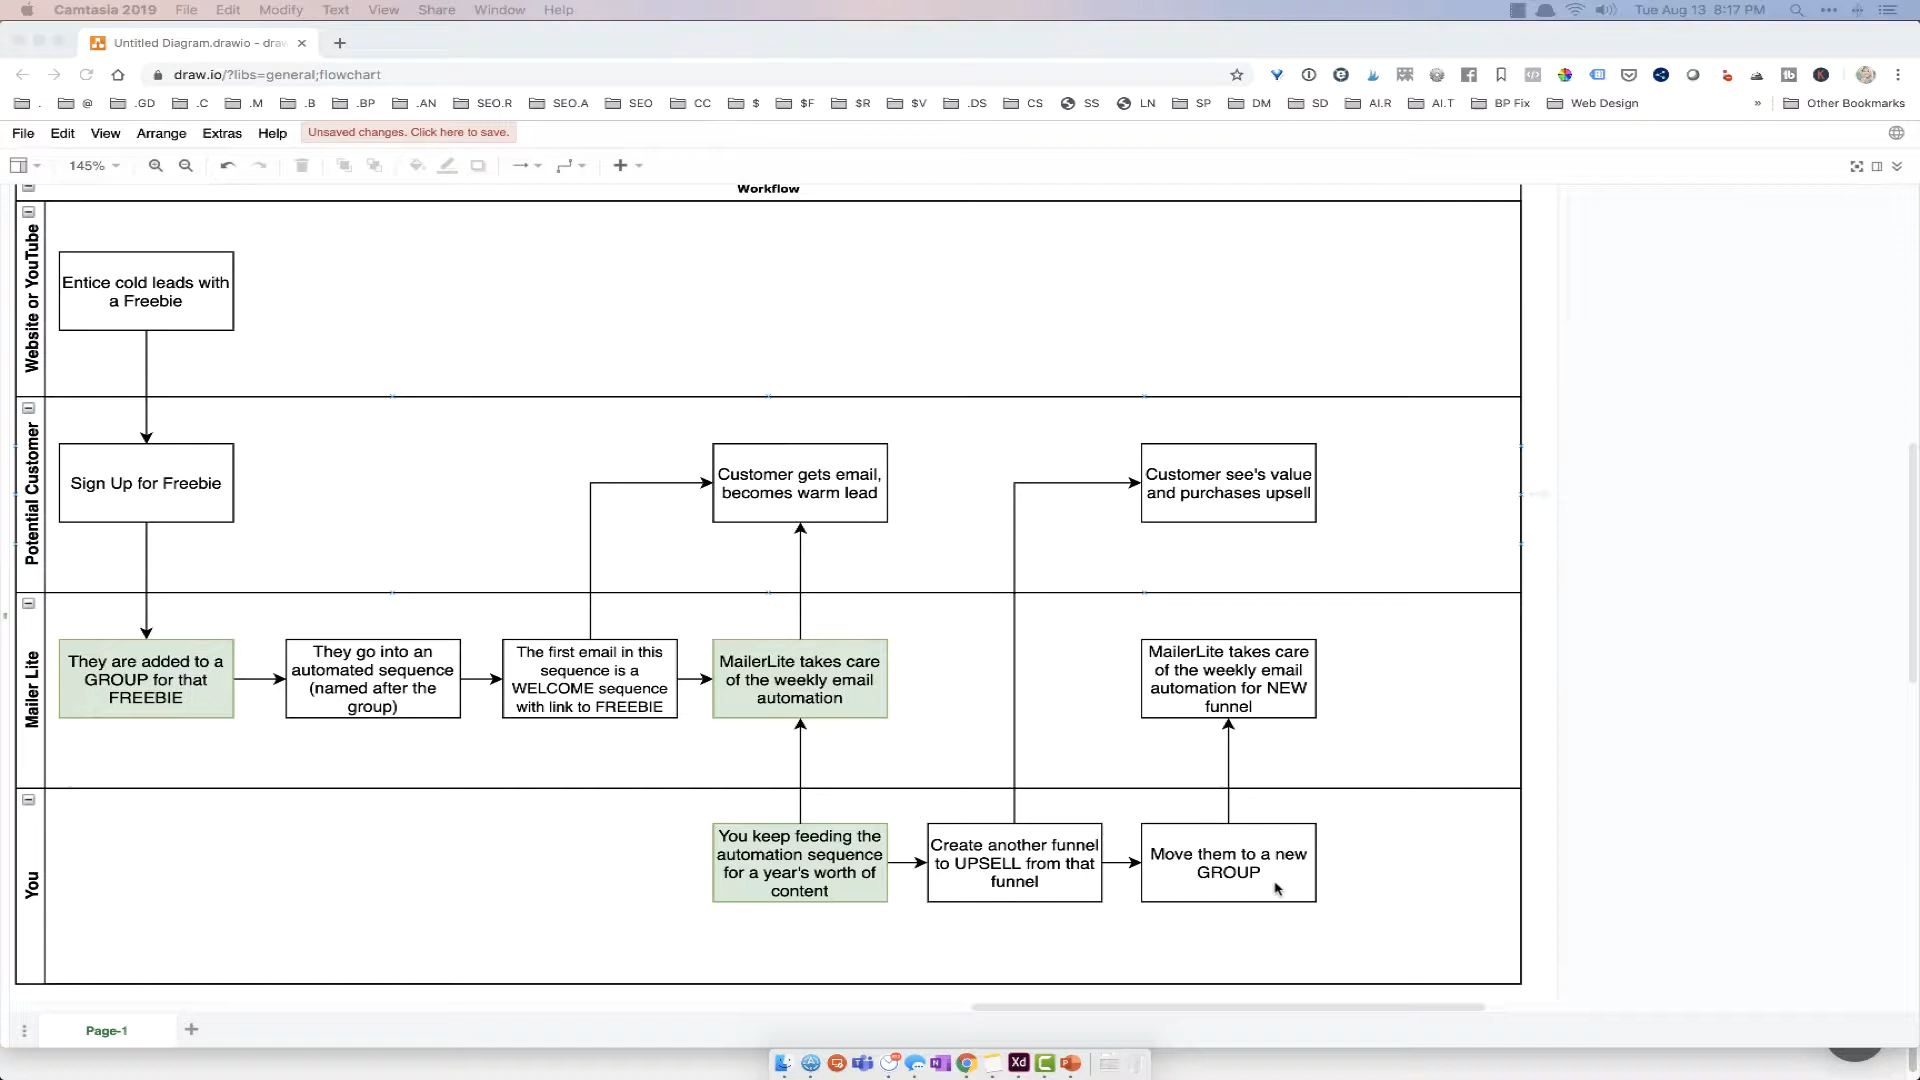 Camtasia 2019 File Edit Modify Text View Share Window Help Tue Aug 13 8:17 PM
Untitled Diagram.drawio - draw
draw.io/?libs=general;flowchart
. @ .GD .C .M .B .BP .AN SEO.R SEO.A SEO CC $ $F $R $V .DS CS SS LN SP DM SD AI.R AI.T BP Fix Web Design » Other Bookmarks
File Edit View Arrange Extras Help Unsaved changes. Click here to save.
145%
Workflow
Website or YouTube
Entice cold leads with
a Freebie
Potential Customer
Sign Up for Freebie
Customer gets email,
becomes warm lead
Customer see's value
and purchases upsell
Mailer Lite
They are added to a
GROUP for that
FREEBIE
They go into an
automated sequence
(named after the
group)
The first email in this
sequence is a
WELCOME sequence
with link to FREEBIE
MailerLite takes care
of the weekly email
automation
MailerLite takes care
of the weekly email
automation for NEW
funnel
You
You keep feeding the
automation sequence
for a year's worth of
content
Create another funnel
to UPSELL from that
funnel
Move them to a new
GROUP
Page-1
Xd